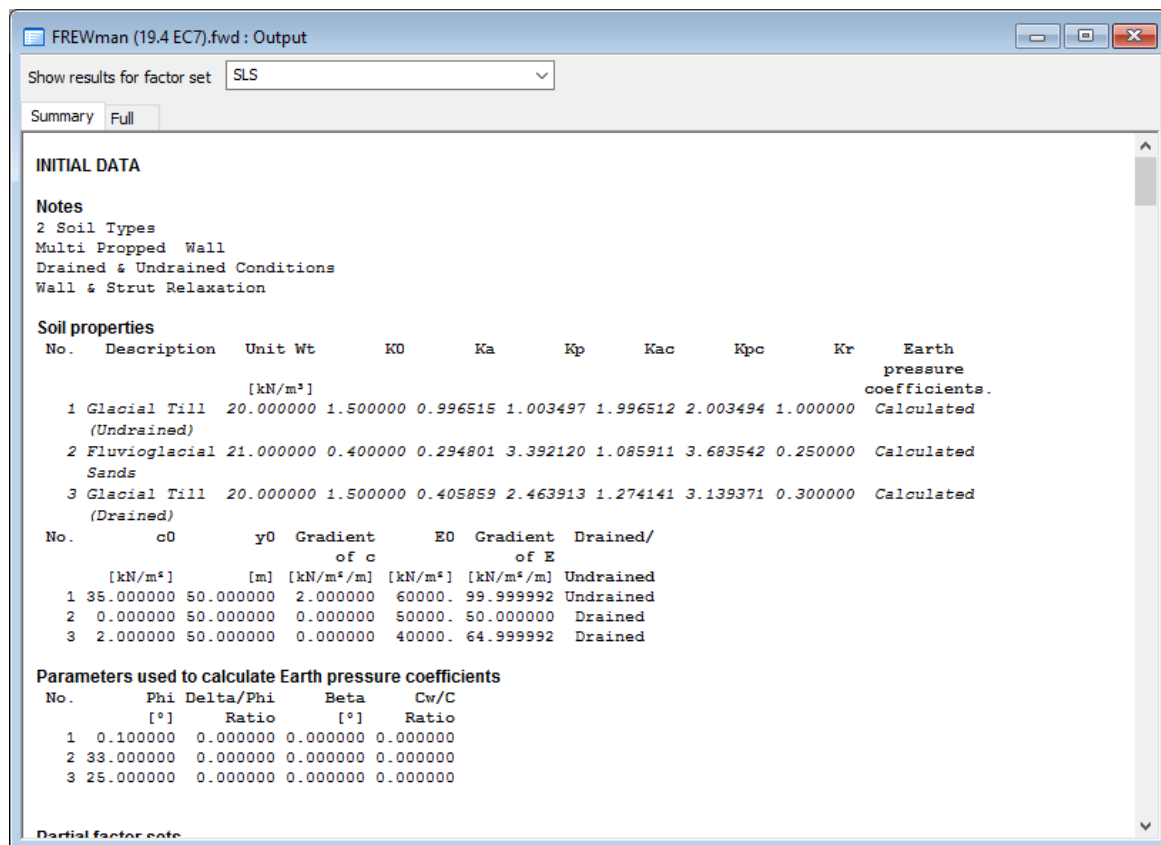 FREWman (19.4 EC7).fwd : Output
Show results for factor set SLS
Summary Full
INITIAL DATA
Notes
2 Soil Types
Multi Propped  Wall
Drained & Undrained Conditions
Wall & Strut Relaxation
Soil properties
No. Description Unit Wt K0 Ka Kp Kac Kpc Kr Earth
pressure
[kN/m³] coefficients.
1 Glacial Till 20.000000 1.500000 0.996515 1.003497 1.996512 2.003494 1.000000 Calculated
(Undrained)
2 Fluvioglacial 21.000000 0.400000 0.294801 3.392120 1.085911 3.683542 0.250000 Calculated
Sands
3 Glacial Till 20.000000 1.500000 0.405859 2.463913 1.274141 3.139371 0.300000 Calculated
(Drained)
No. c0 y0 Gradient E0 Gradient Drained/
of c of E
[kN/m²] [m] [kN/m²/m] [kN/m²] [kN/m²/m] Undrained
1 35.000000 50.000000 2.000000 60000. 99.999992 Undrained
2 0.000000 50.000000 0.000000 50000. 50.000000 Drained
3 2.000000 50.000000 0.000000 40000. 64.999992 Drained
Parameters used to calculate Earth pressure coefficients
No. Phi Delta/Phi Beta Cw/C
[°] Ratio [°] Ratio
1 0.100000 0.000000 0.000000 0.000000
2 33.000000 0.000000 0.000000 0.000000
3 25.000000 0.000000 0.000000 0.000000
Partial factor sets